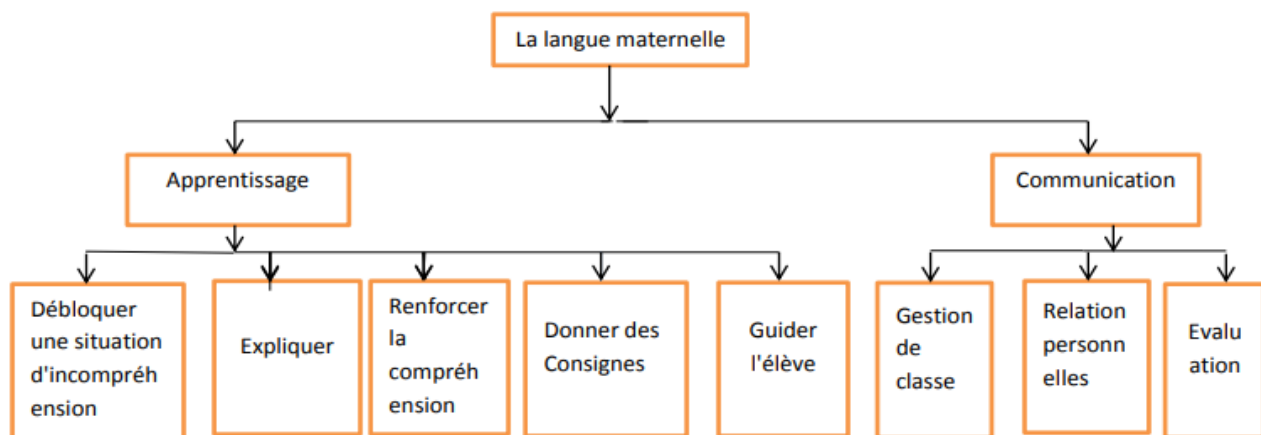 La langue maternelle
Apprentissage
Communication
Débloquer
une situation
d'incompréh
ension
Expliquer
Renforcer
la
compréh
ension
Donner des
Consignes
Guider
l'élève
Gestion
de
classe
Relation
personn
elles
Evalu
ation